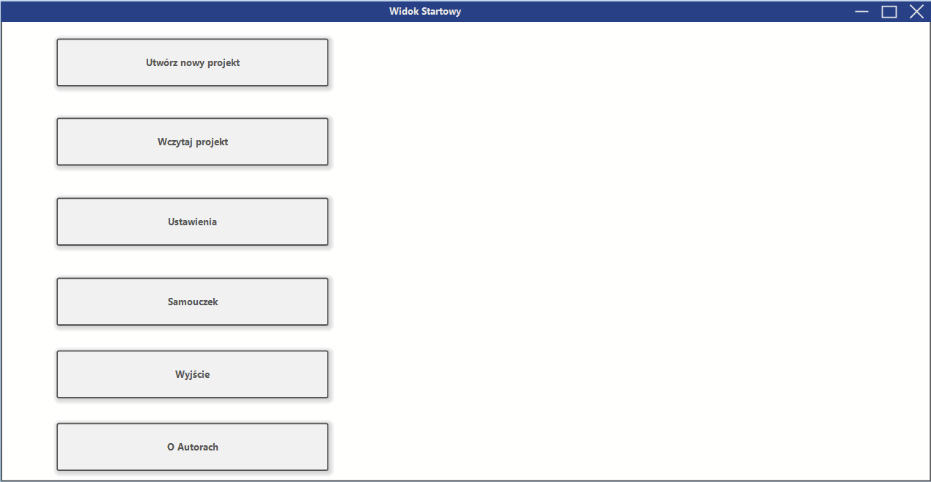 Widok Startowy
Utwórz nowy projekt
Wczytaj projekt
Ustawienia
Samouczek
Wyjście
O Autorach